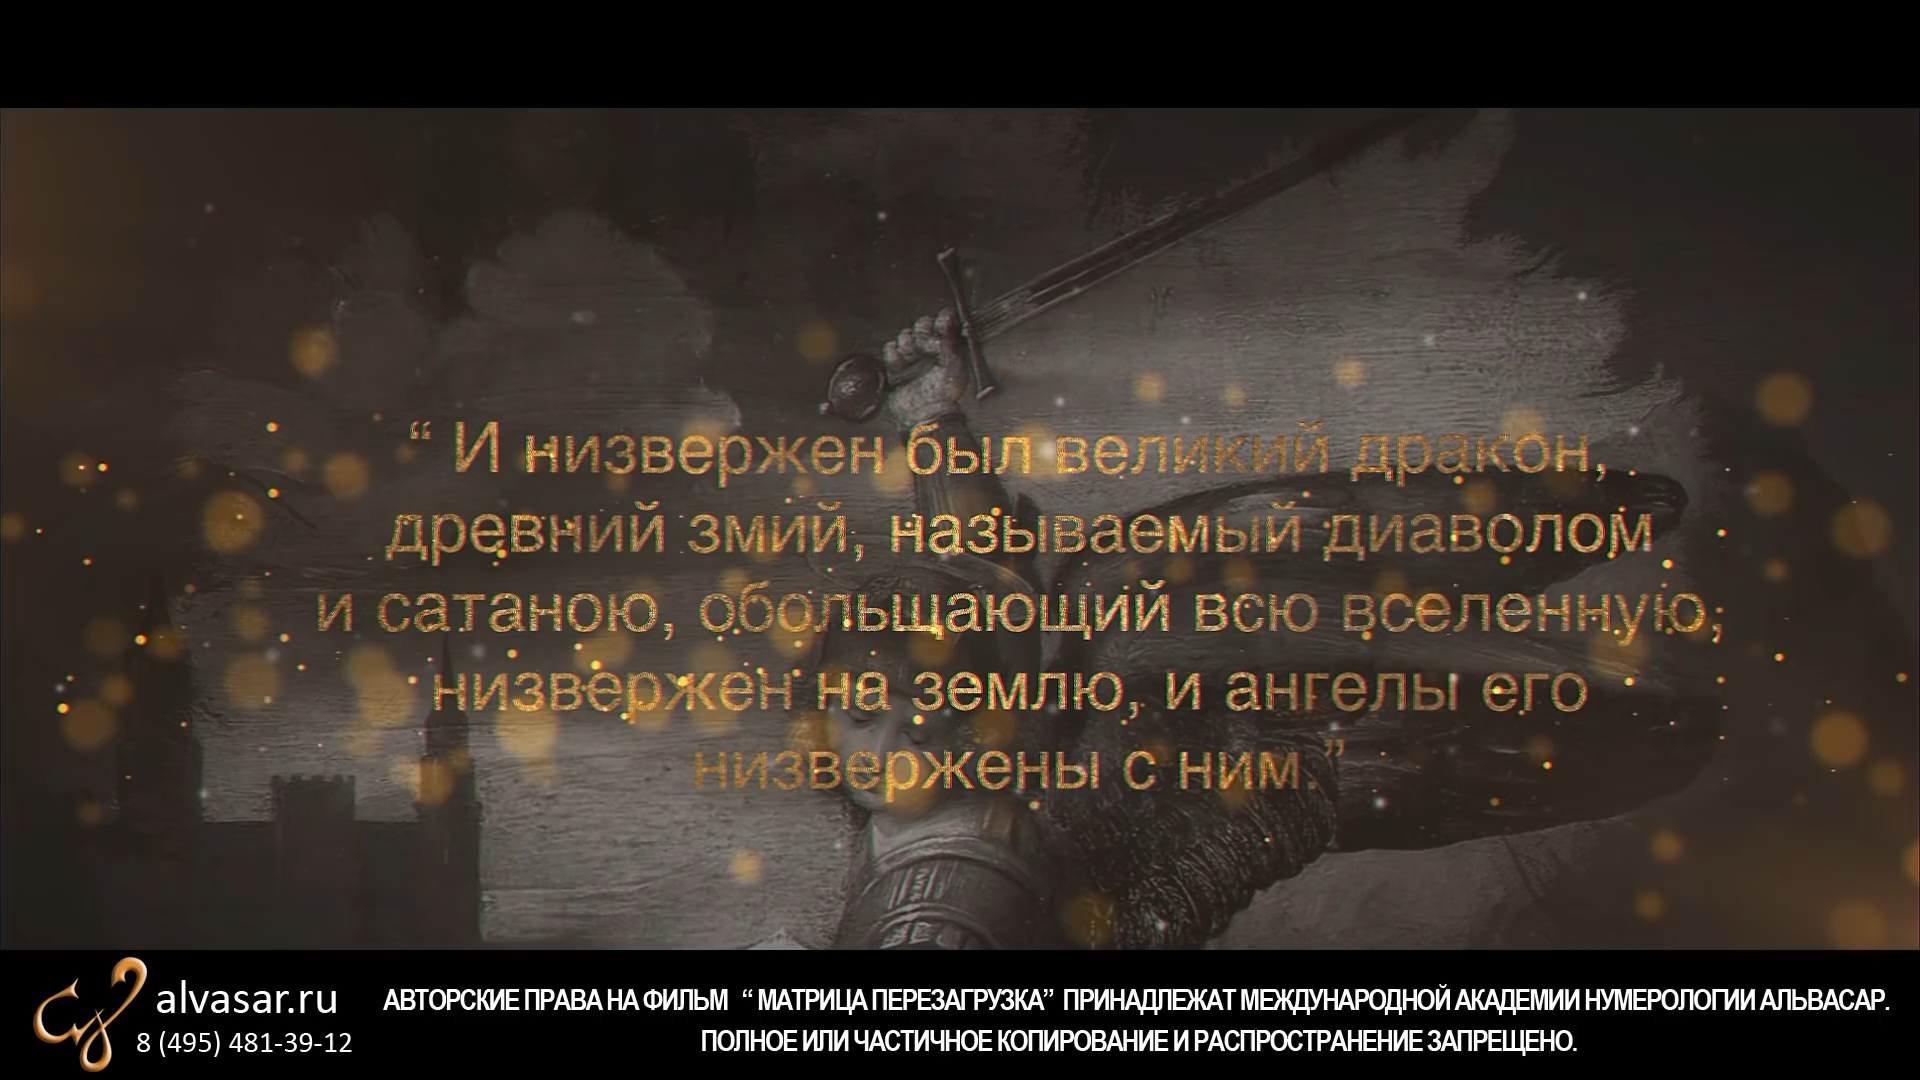 “ И низвержен был великий дракон,
древний змий, называемый диаволом
и сатаною, обольщающий всю вселенную;
низвержен на землю, и ангелы его
низвержены с ним.”
alvasar.ru
8 (495) 481-39-12
АВТОРСКИЕ ПРАВА НА ФИЛЬМ “ МАТРИЦА ПЕРЕЗАГРУЗКА” ПРИНАДЛЕЖАТ МЕЖДУНАРОДНОЙ АКАДЕМИИ НУМЕРОЛОГИИ АЛЬВАСАР.
ПОЛНОЕ ИЛИ ЧАСТИЧНОЕ КОПИРОВАНИЕ И РАСПРОСТРАНЕНИЕ ЗАПРЕЩЕНО.